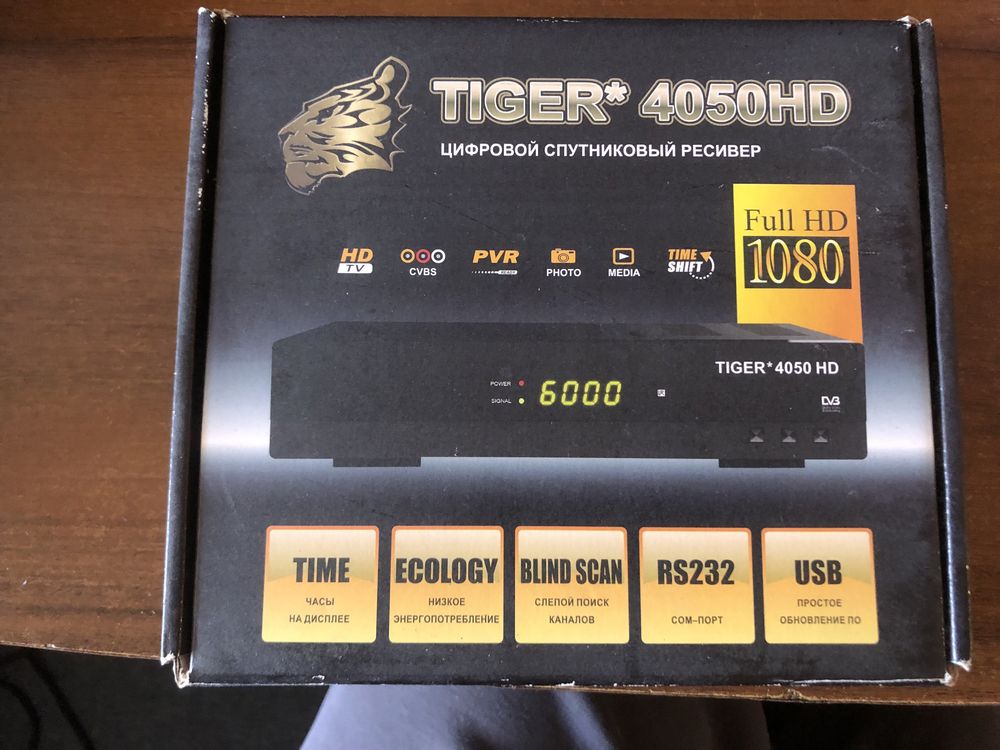 TIGER* 4050HD
ЦИФРОВОЙ СПУТНИКОВЫЙ РЕСИВЕР
Full HD
1080
HD
TV
CVBS
PVR
READY
PHOTO
MEDIA
TIME
SHIFT
TIGER* 4050 HD
POWER
SIGNAL
6000
DVB
TIME
ЧАСЫ
НА ДИСПЛЕЕ
ECOLOGY
НИЗКОЕ
ЭНЕРГОПОТРЕБЛЕНИЕ
BLIND SCAN
СЛЕПОЙ ПОИСК
КАНАЛОВ
RS232
COM-ПОРТ
USB
ПРОСТОЕ
ОБНОВЛЕНИЕ ПО